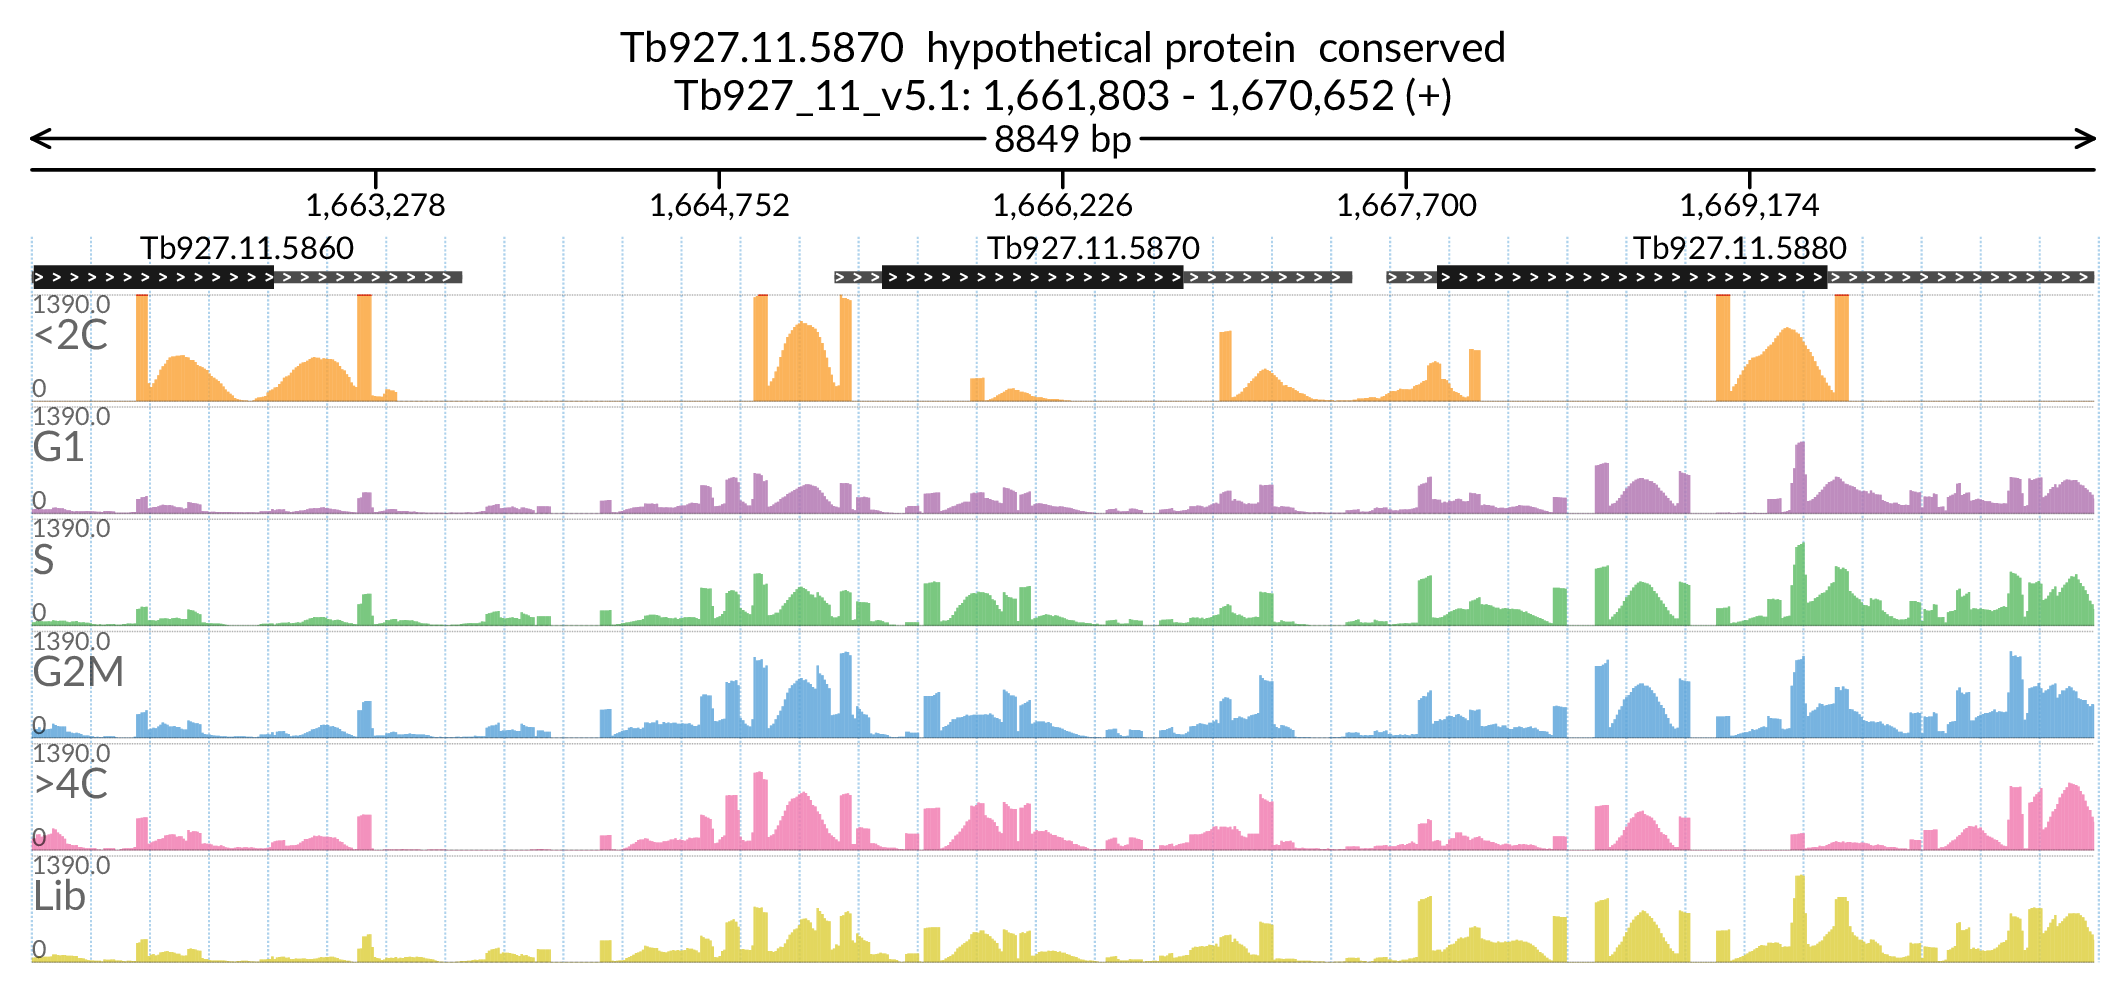 Tb927.11.5870  hypothetical protein  conserved
Tb927_11_v5.1: 1,661,803 - 1,670,652 (+)
8849 bp
1,663,278 1,664,752 1,666,226 1,667,700 1,669,174
Tb927.11.5860 Tb927.11.5870 Tb927.11.5880
1390.0
<2C
0
1390.0
G1
0
1390.0
S
0
1390.0
G2M
0
1390.0
>4C
0
1390.0
Lib
0